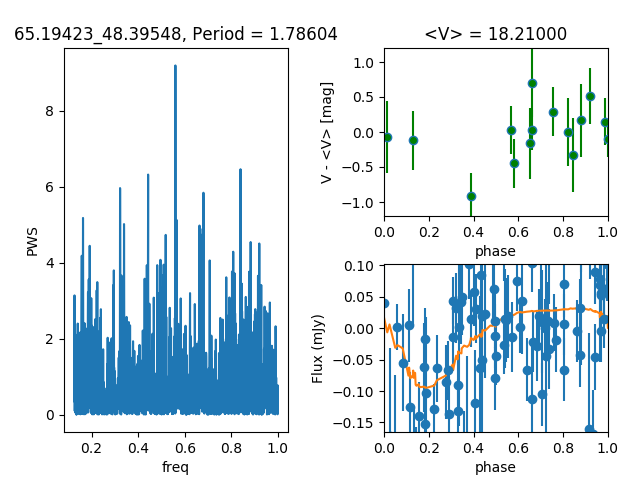 65.19423_48.39548, Period = 1.78604
PWS
8
6
4
2
0
0.2 0.4 0.6 0.8 1.0
freq
<V> = 18.21000
V - <V> [mag]
1.0
0.5
0.0
−0.5
−1.0
0.0 0.2 0.4 0.6 0.8 1.0
phase
Flux (mJy)
0.10
0.05
0.00
−0.05
−0.10
−0.15
0.0 0.2 0.4 0.6 0.8 1.0
phase